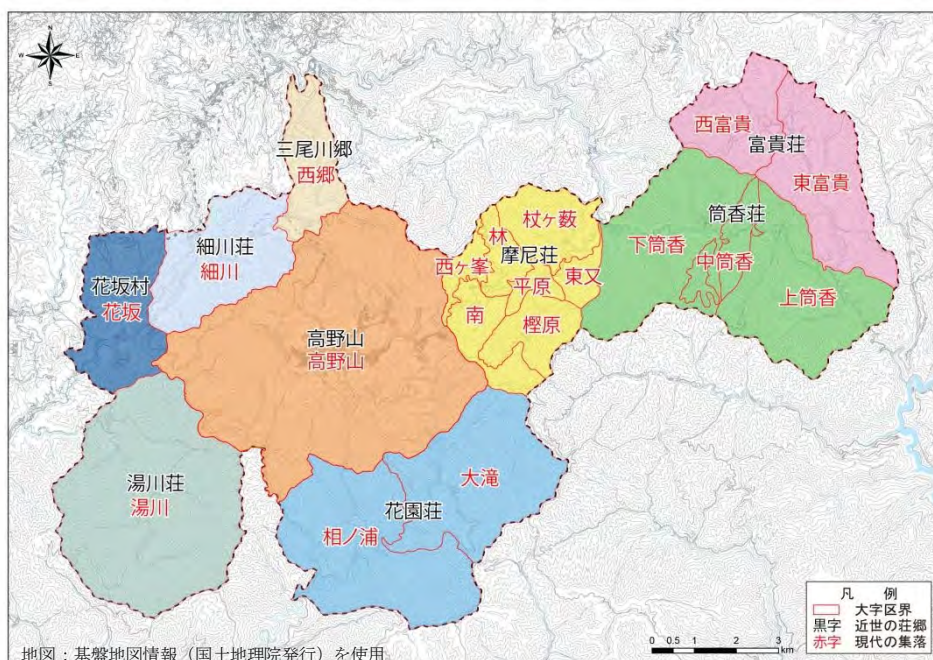 N
W
E
S
三尾川郷
西郷
西富貴
富貴荘
東富貴
細川荘
細川
花坂村
花坂
杖ヶ薮
林
摩尼荘
西ヶ峯
平原
東又
南
樫原
筒香荘
下筒香
中筒香
上筒香
高野山
高野山
湯川荘
湯川
大滝
花園荘
相ノ浦
凡 例
大字区界
黒字 近世の荘郷
赤字 現代の集落
0 0.5 1 2 3
km
地図:基盤地図情報(国土地理院発行)を使用